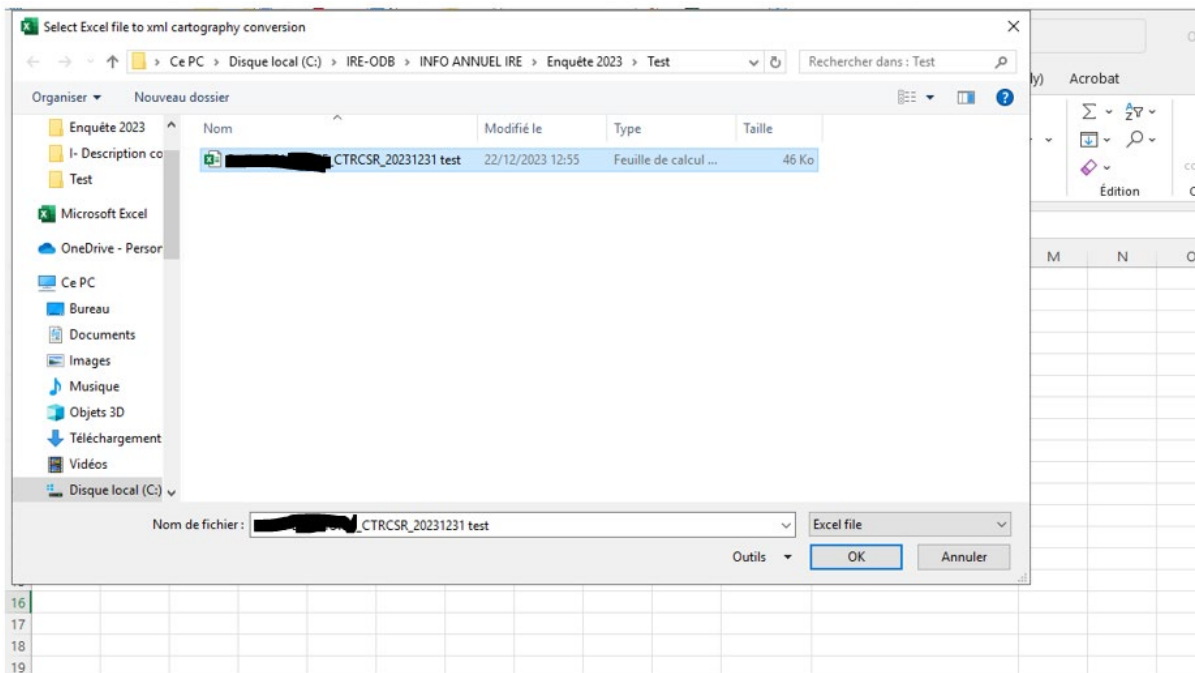 Select Excel file to xml cartography conversion
Ce PC > Disque local (C:) > IRE-ODB > INFO ANNUEL IRE > Enquête 2023 > Test
Rechercher dans : Test
ly) Acrobat
Organiser Nouveau dossier
Enquête 2023
I- Description co
Test
Microsoft Excel
OneDrive - Person
Ce PC
Bureau
Documents
Images
Musique
Objets 3D
Téléchargement
Vidéos
Disque local (C:)
Nom Modifié le Type Taille
_CTRCSR_20231231 test 22/12/2023 12:55 Feuille de calcul ... 46 Ko
Édition
M N O
Nom de fichier : _CTRCSR_20231231 test Excel file
Outils OK Annuler
16
17
18
19